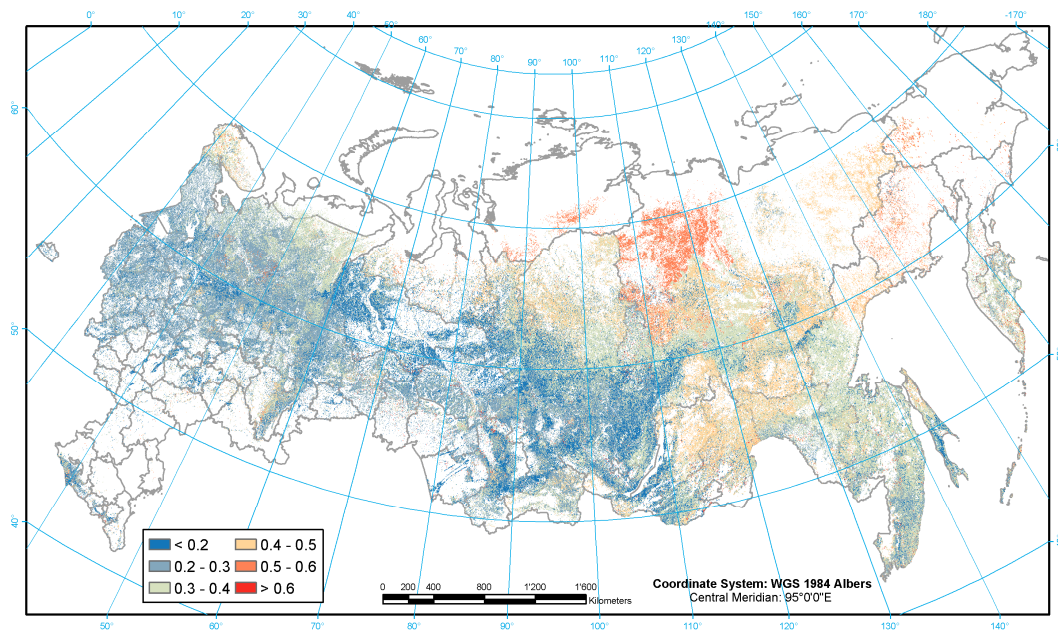 0° 10° 20° 30° 40° 50° 140° 150° 160° 170° 180° -170°
60° 70° 80° 90° 100° 110° 120° 130°
60°
50°
40°
< 0.2 0.4 - 0.5
0.2 - 0.3 0.5 - 0.6
0.3 - 0.4 > 0.6
0 200 400 800 1'200 1'600
Kilometers
Coordinate System: WGS 1984 Albers
Central Meridian: 95°0'0"E
50° 60° 70° 80° 90° 100° 110° 120° 130° 140°